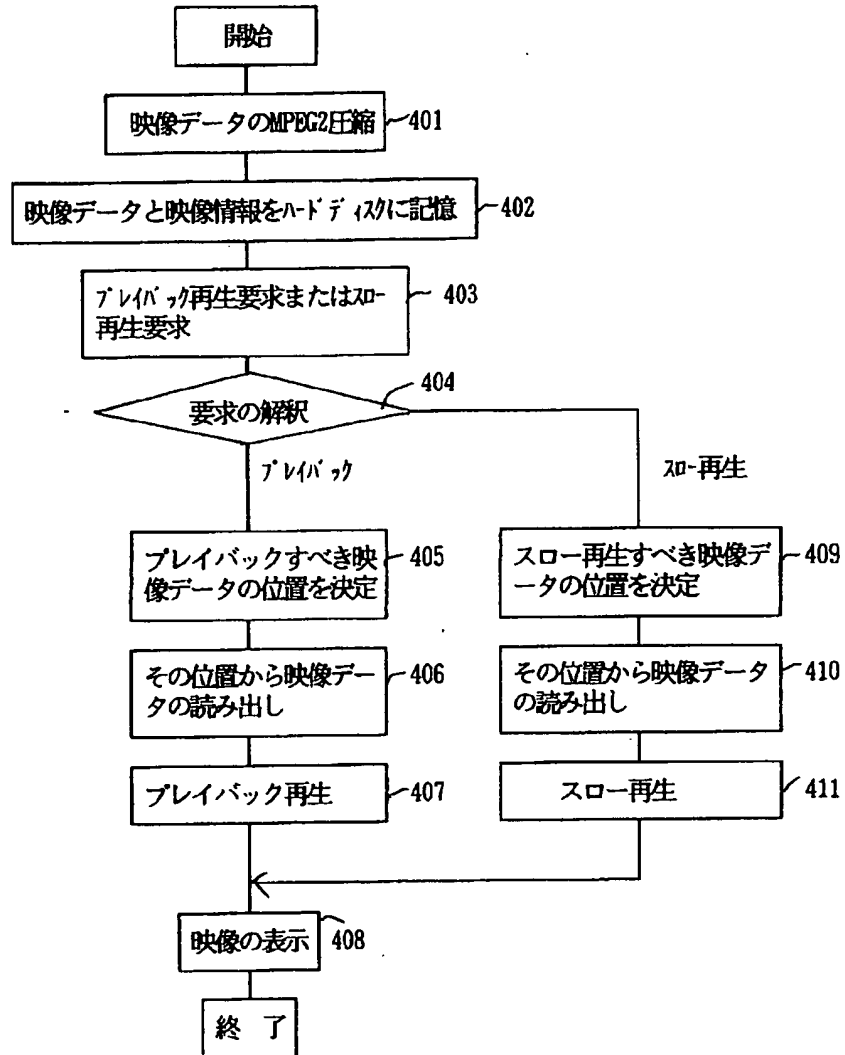 開始
映像データのMPEG2圧縮
401
映像データと映像情報をﾊｰﾄﾞﾃﾞｨｽｸに記憶
402
ﾌﾟﾚｲﾊﾞｯｸ再生要求またはｽﾛｰ
再生要求
403
404
要求の解釈
ﾌﾟﾚｲﾊﾞｯｸ
ｽﾛｰ再生
プレイバックすべき映
像データの位置を決定
405
その位置から映像デー
タの読み出し
406
プレイバック再生
407
スロー再生すべき映像デ
ータの位置を決定
409
その位置から映像データ
の読み出し
410
スロー再生
411
映像の表示
408
終 了